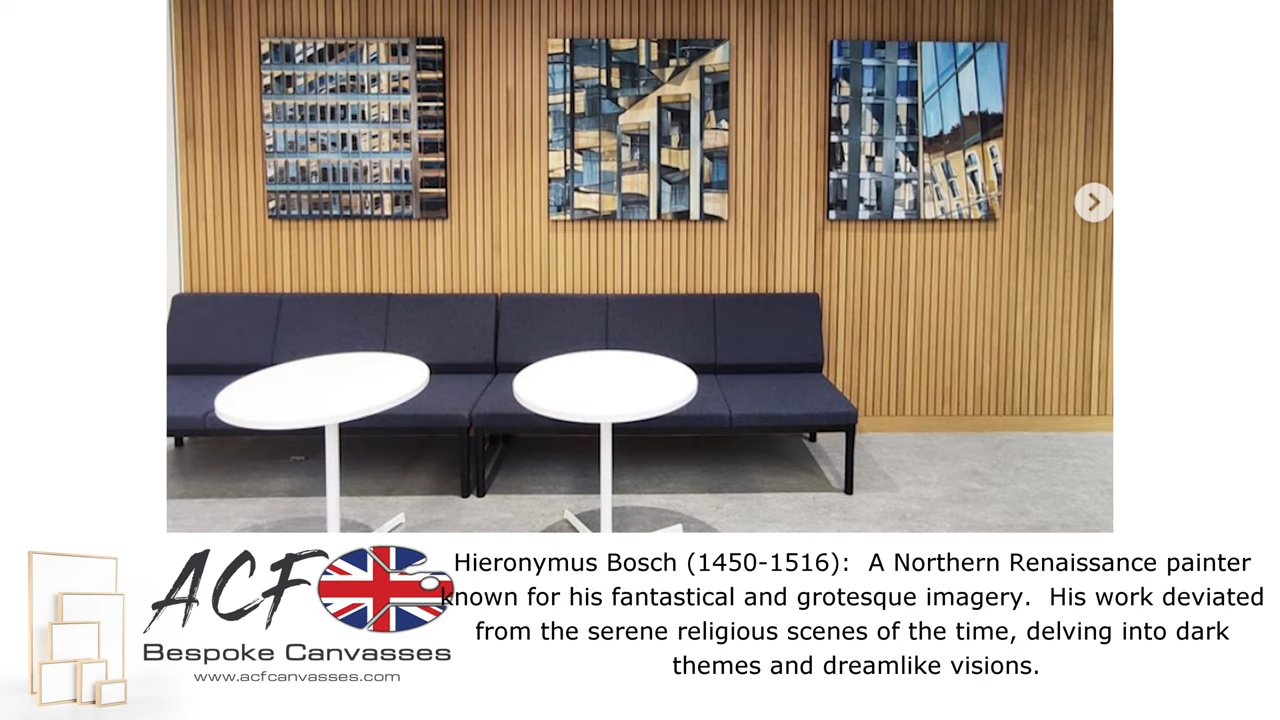 ACF
Bespoke Canvasses
www.acfcanvasses.com
Hieronymus Bosch (1450-1516): A Northern Renaissance painter
known for his fantastical and grotesque imagery. His work deviated
from the serene religious scenes of the time, delving into dark
themes and dreamlike visions.